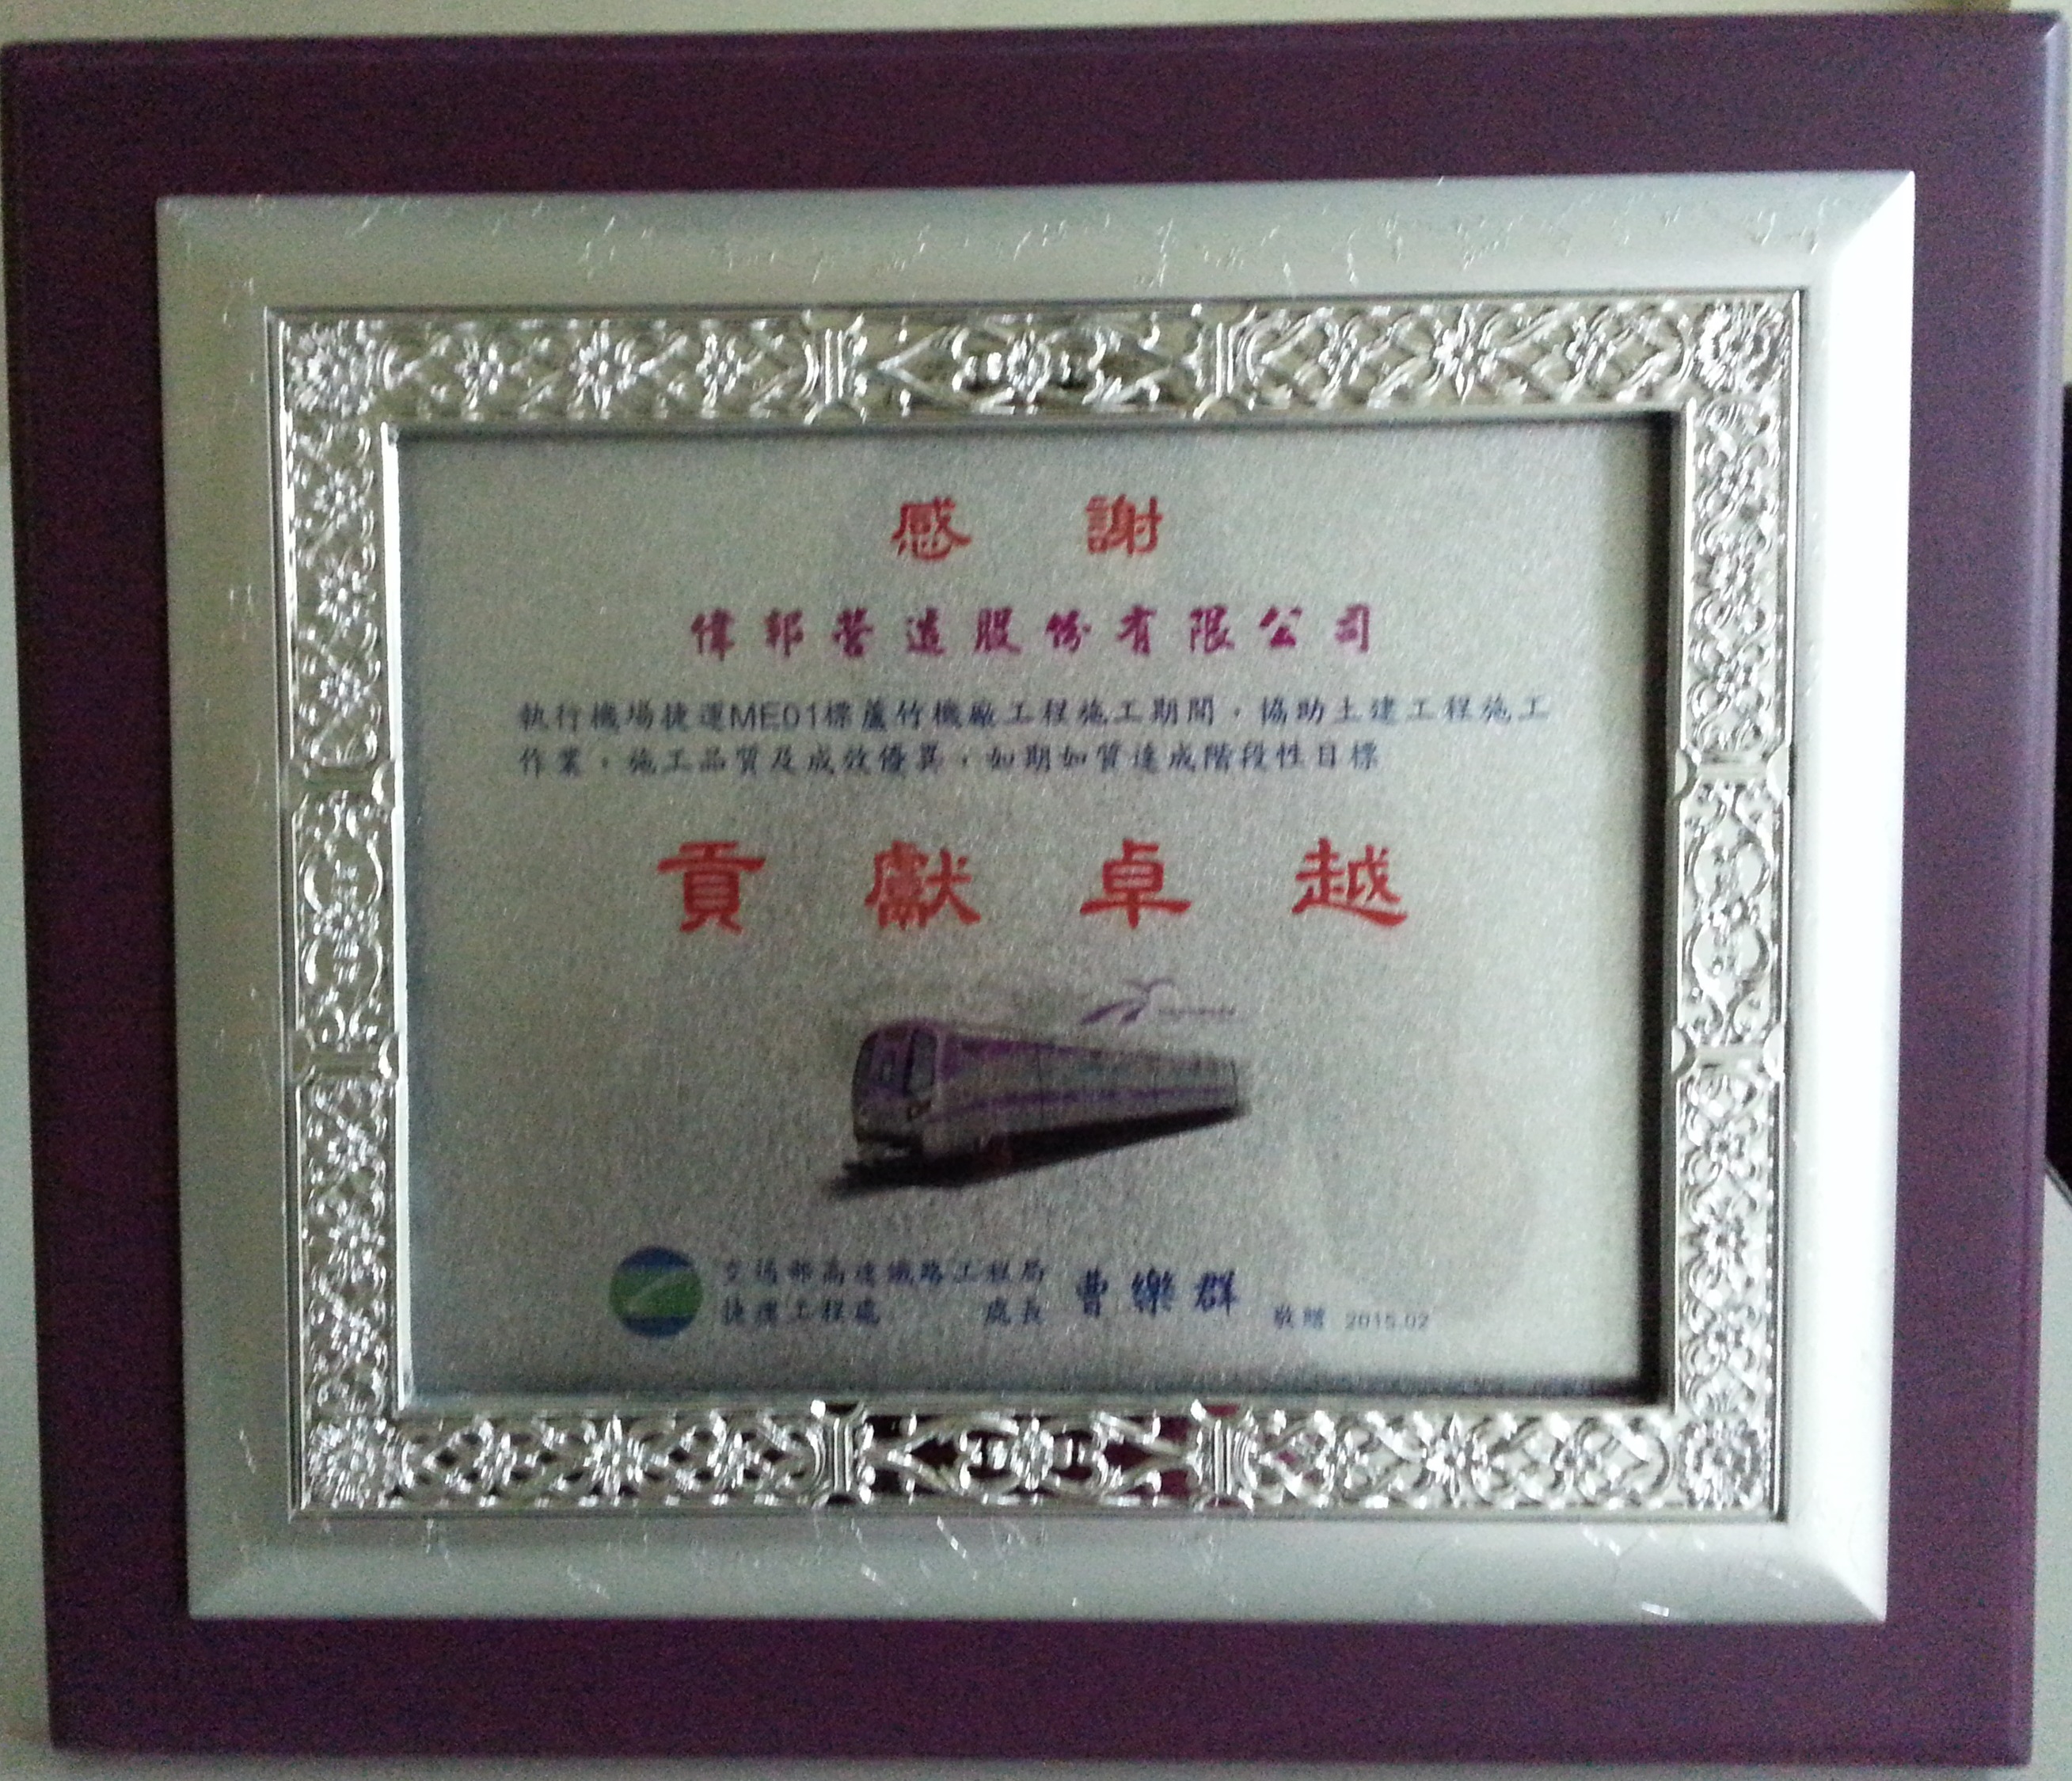 感謝
偉邦營造股份有限公司
執行機場捷運ME01標蘆竹機廠工程施工期間，協助土建工程施工
作業，施工品質及成效優異，如期如質達成階段性目標
貢獻卓越
交通部高速鐵路工程局
捷運工程處 處長 曹樂群 敬贈 2015.02